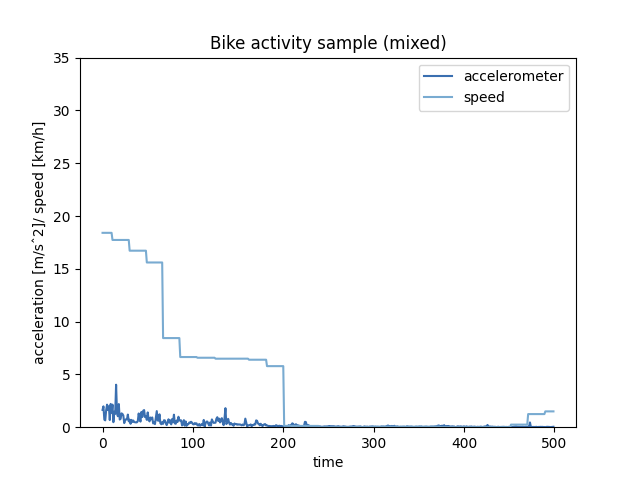 Bike activity sample (mixed)
accelerometer
speed
acceleration [m/sˆ2]/ speed [km/h]
35
30
25
20
15
10
5
0
0 100 200 300 400 500
time